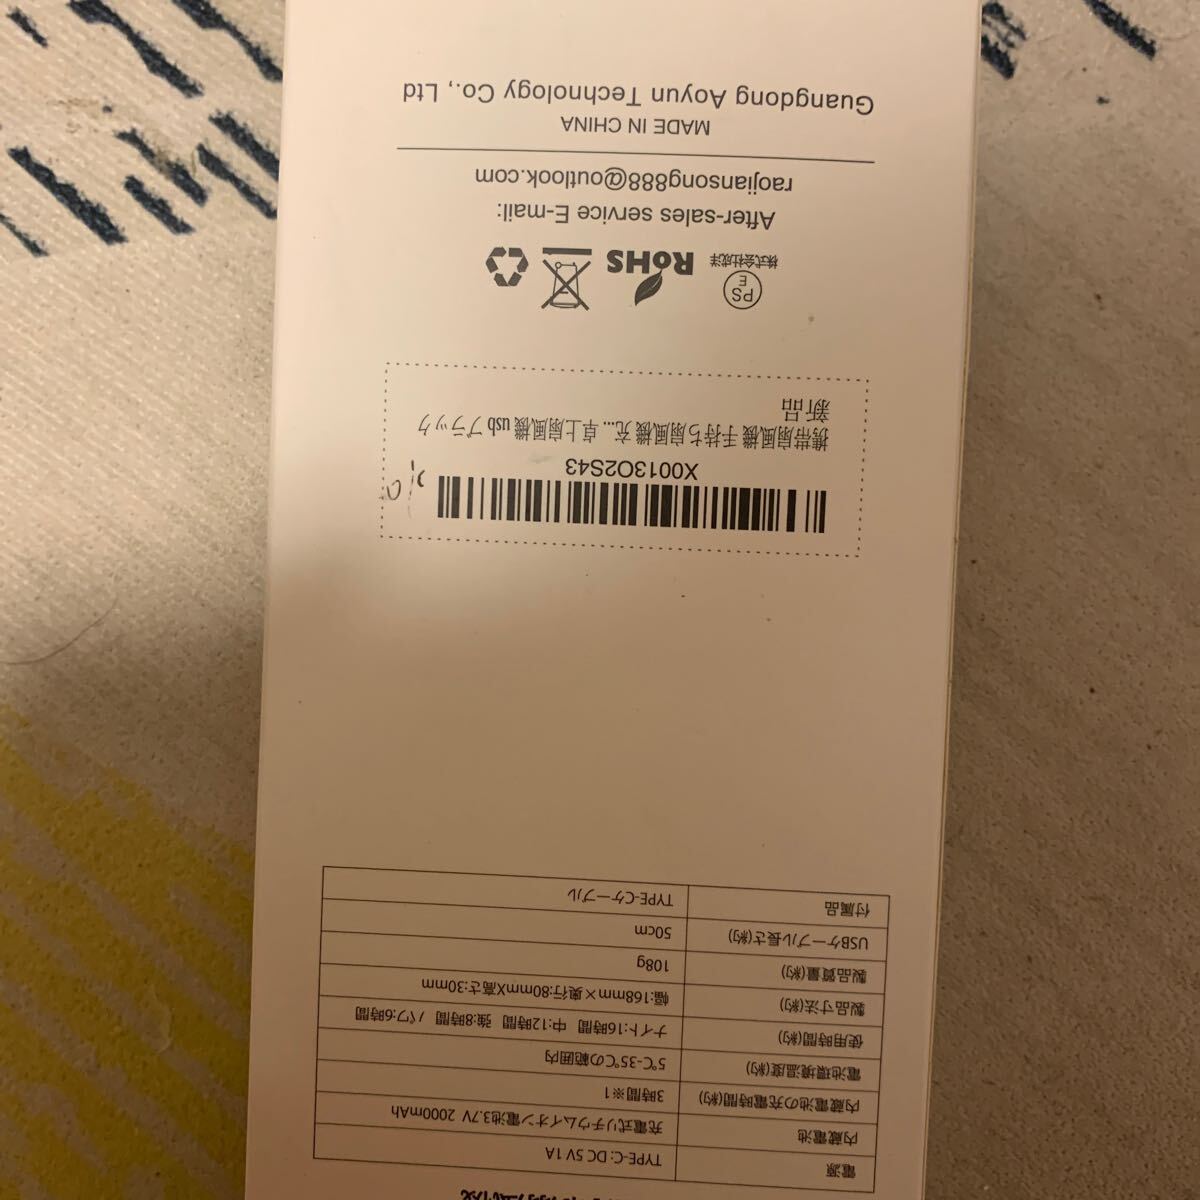 電源 TYPE-C: DC 5V 1A
内蔵電池 充電式リチウムイオン電池3.7V 2000mAh
内蔵電池の充電時間(約) 3時間※1
電池環境温度(約) 5℃-35℃の範囲内
使用時間(約) ナイト:16時間 中:12時間 強:8時間 パワ:6時間
製品寸法(約) 幅:168mm×奥行:80mmX高さ:30mm
製品質量(約) 108g
USBケーブル長さ(約) 50cm
付属品 TYPE-Cケーブル
X0013O2S43
携帯扇風機 手持ち扇風機 充... 卓上扇風機 usb ブラック
新品
PS
E
株式会社成洋
RoHS
After-sales service E-mail:
raojiansong888@outlook.com
MADE IN CHINA
Guangdong Aoyun Technology Co., Ltd